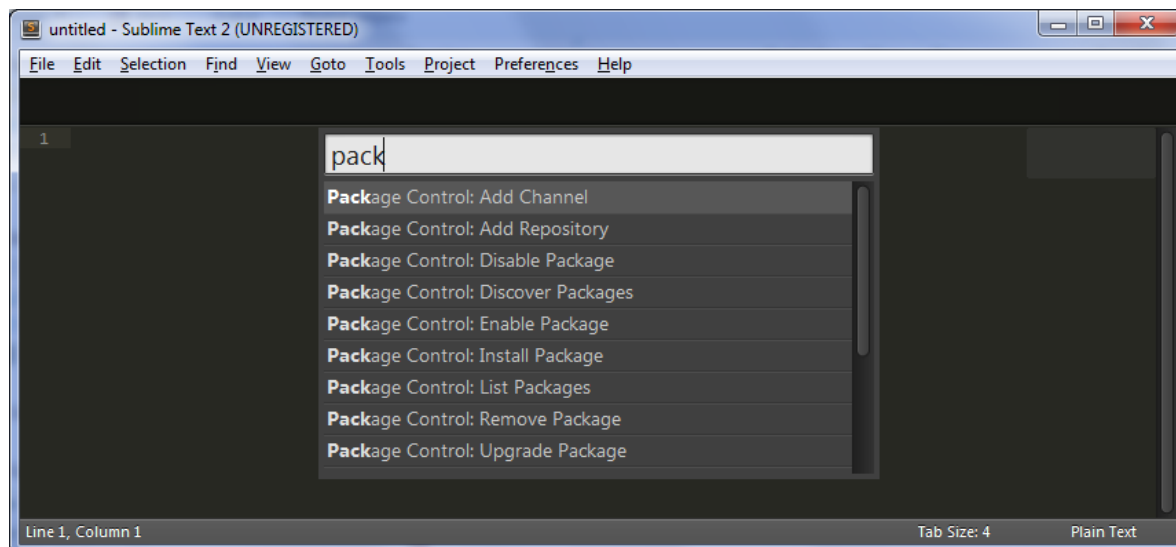 untitled - Sublime Text 2 (UNREGISTERED)
File Edit Selection Find View Goto Tools Project Preferences Help
1
pack
Package Control: Add Channel
Package Control: Add Repository
Package Control: Disable Package
Package Control: Discover Packages
Package Control: Enable Package
Package Control: Install Package
Package Control: List Packages
Package Control: Remove Package
Package Control: Upgrade Package
Line 1, Column 1 Tab Size: 4 Plain Text